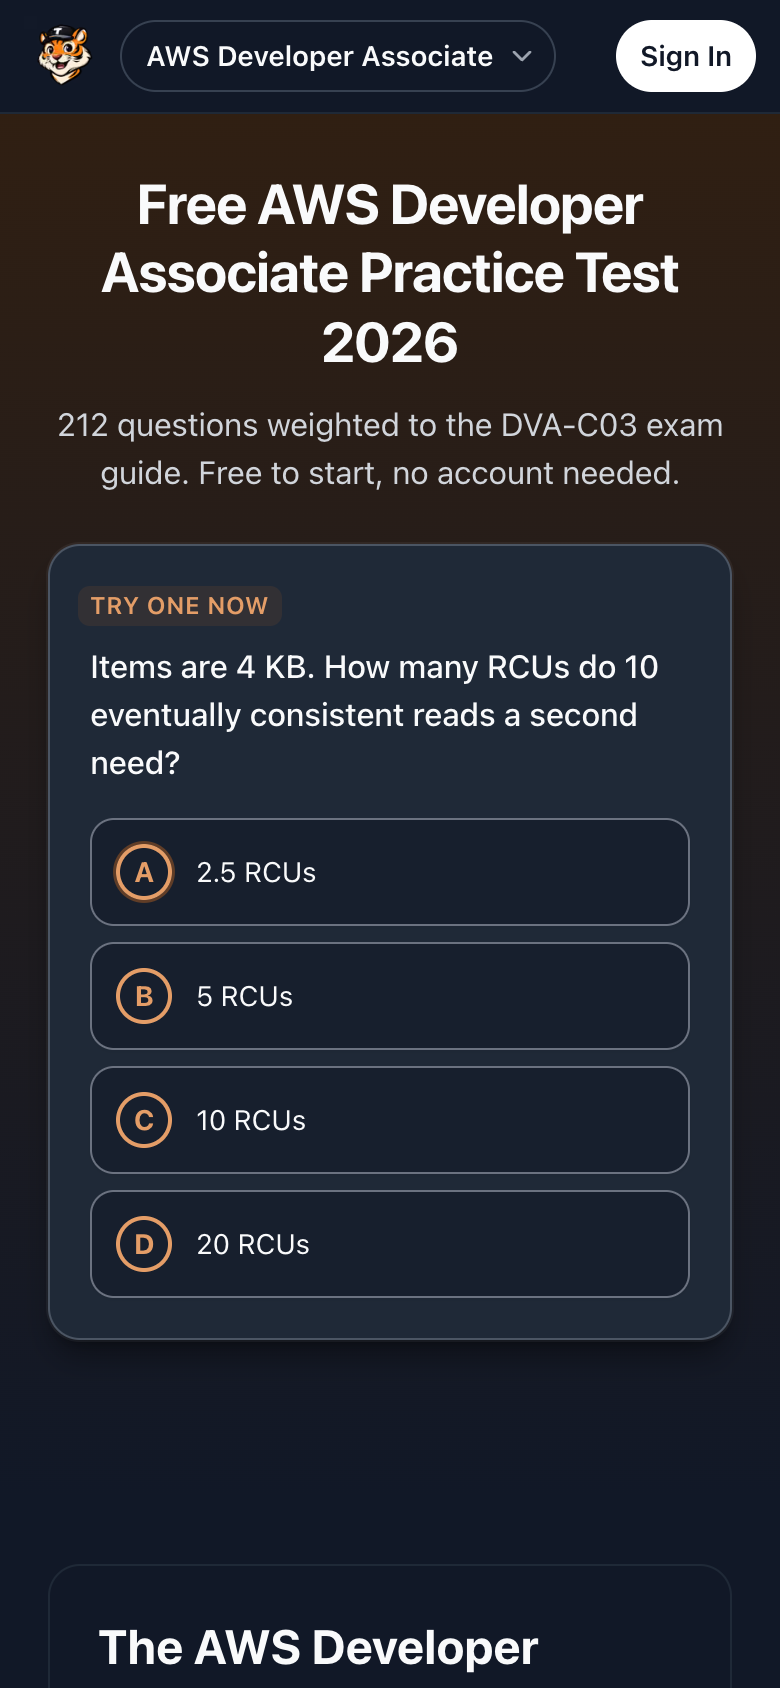 AWS Developer Associate
Sign In
Free AWS Developer
Associate Practice Test
2026
212 questions weighted to the DVA-C03 exam
guide. Free to start, no account needed.
TRY ONE NOW
Items are 4 KB. How many RCUs do 10
eventually consistent reads a second
need?
A 2.5 RCUs
B 5 RCUs
C 10 RCUs
D 20 RCUs
The AWS Developer